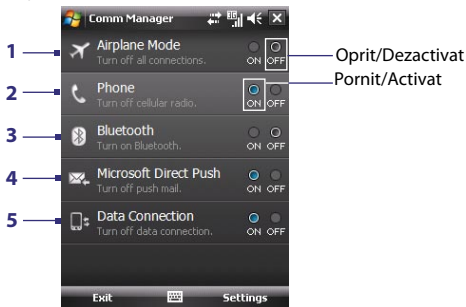 Comm Manager
1 Airplane Mode
Turn off all connections.
ON OFF
Oprit/Dezactivat
Pornit/Activat
2 Phone
Turn off cellular radio.
ON OFF
3 Bluetooth
Turn on Bluetooth.
ON OFF
4 Microsoft Direct Push
Turn off push mail.
ON OFF
5 Data Connection
Turn off data connection.
ON OFF
Exit Settings